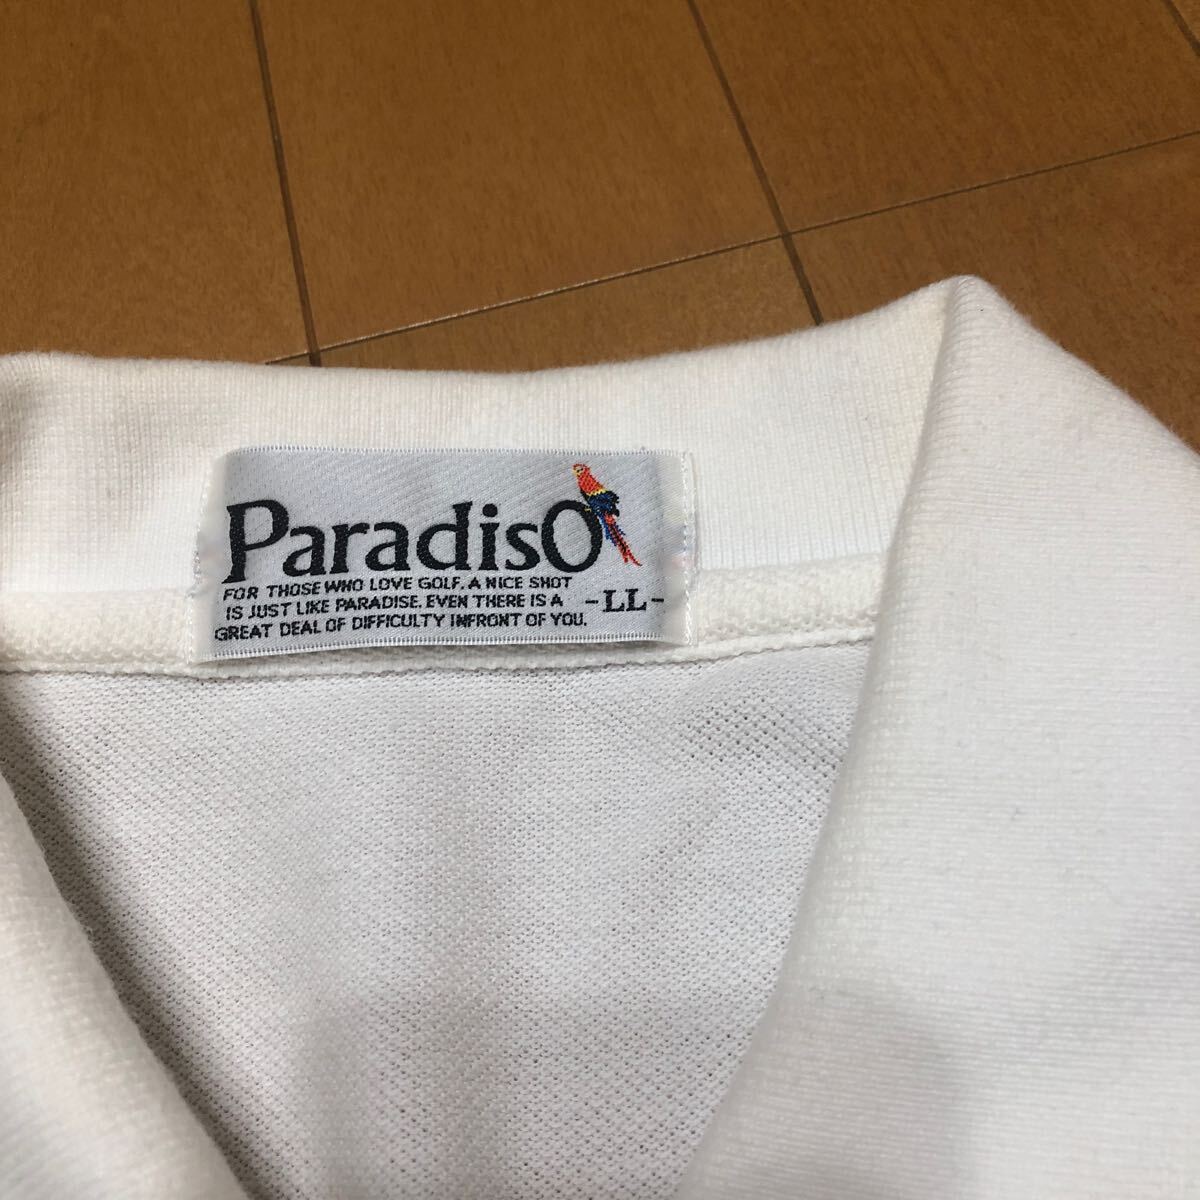 ParadisO
FOR THOSE WHO LOVE GOLF. A NICE SHOT
IS JUST LIKE PARADISE. EVEN THERE IS A
GREAT DEAL OF DIFFICULTY INFRONT OF YOU.
-LL-